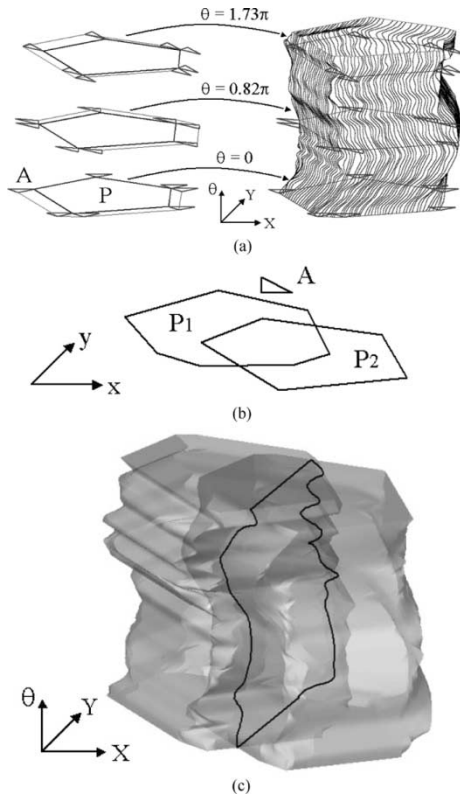 θ = 1.73π
θ = 0.82π
A
P
θ = 0
θ
Y
X
(a)
A
P1
P2
y
x
(b)
θ
Y
X
(c)